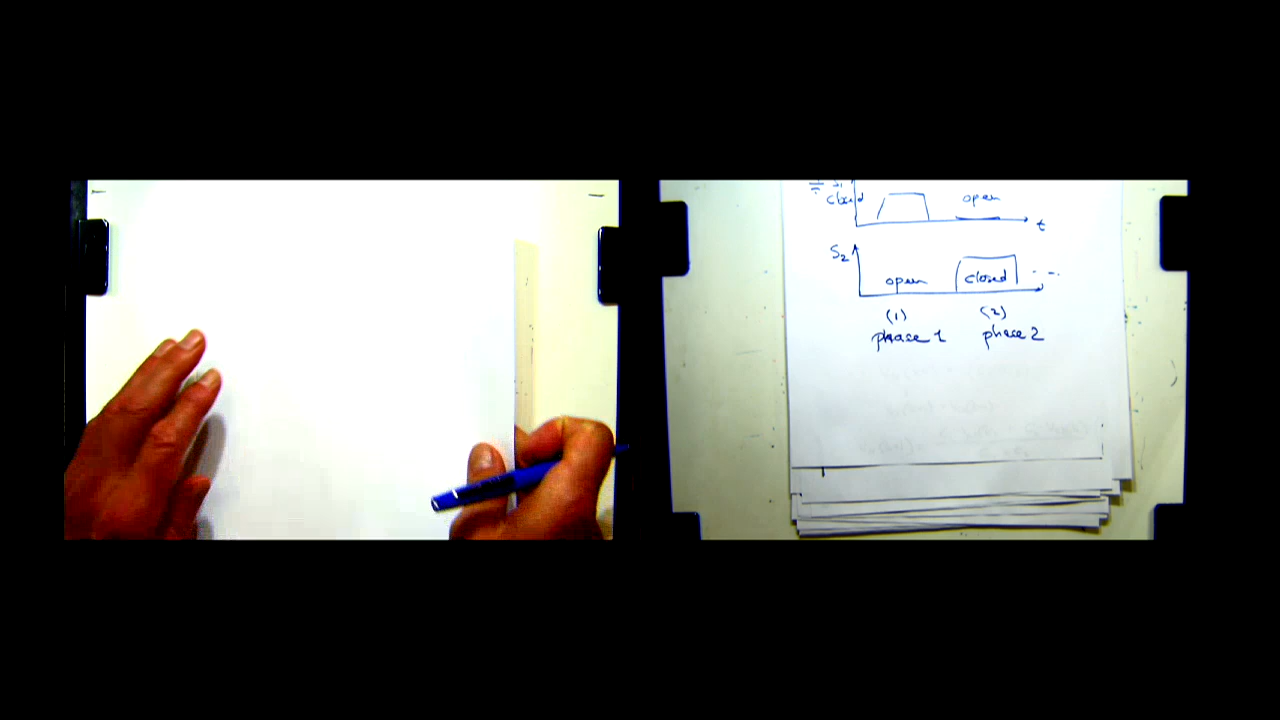 closed open
t
S2
open closed ...
(1) (2)
phase 1 phase 2